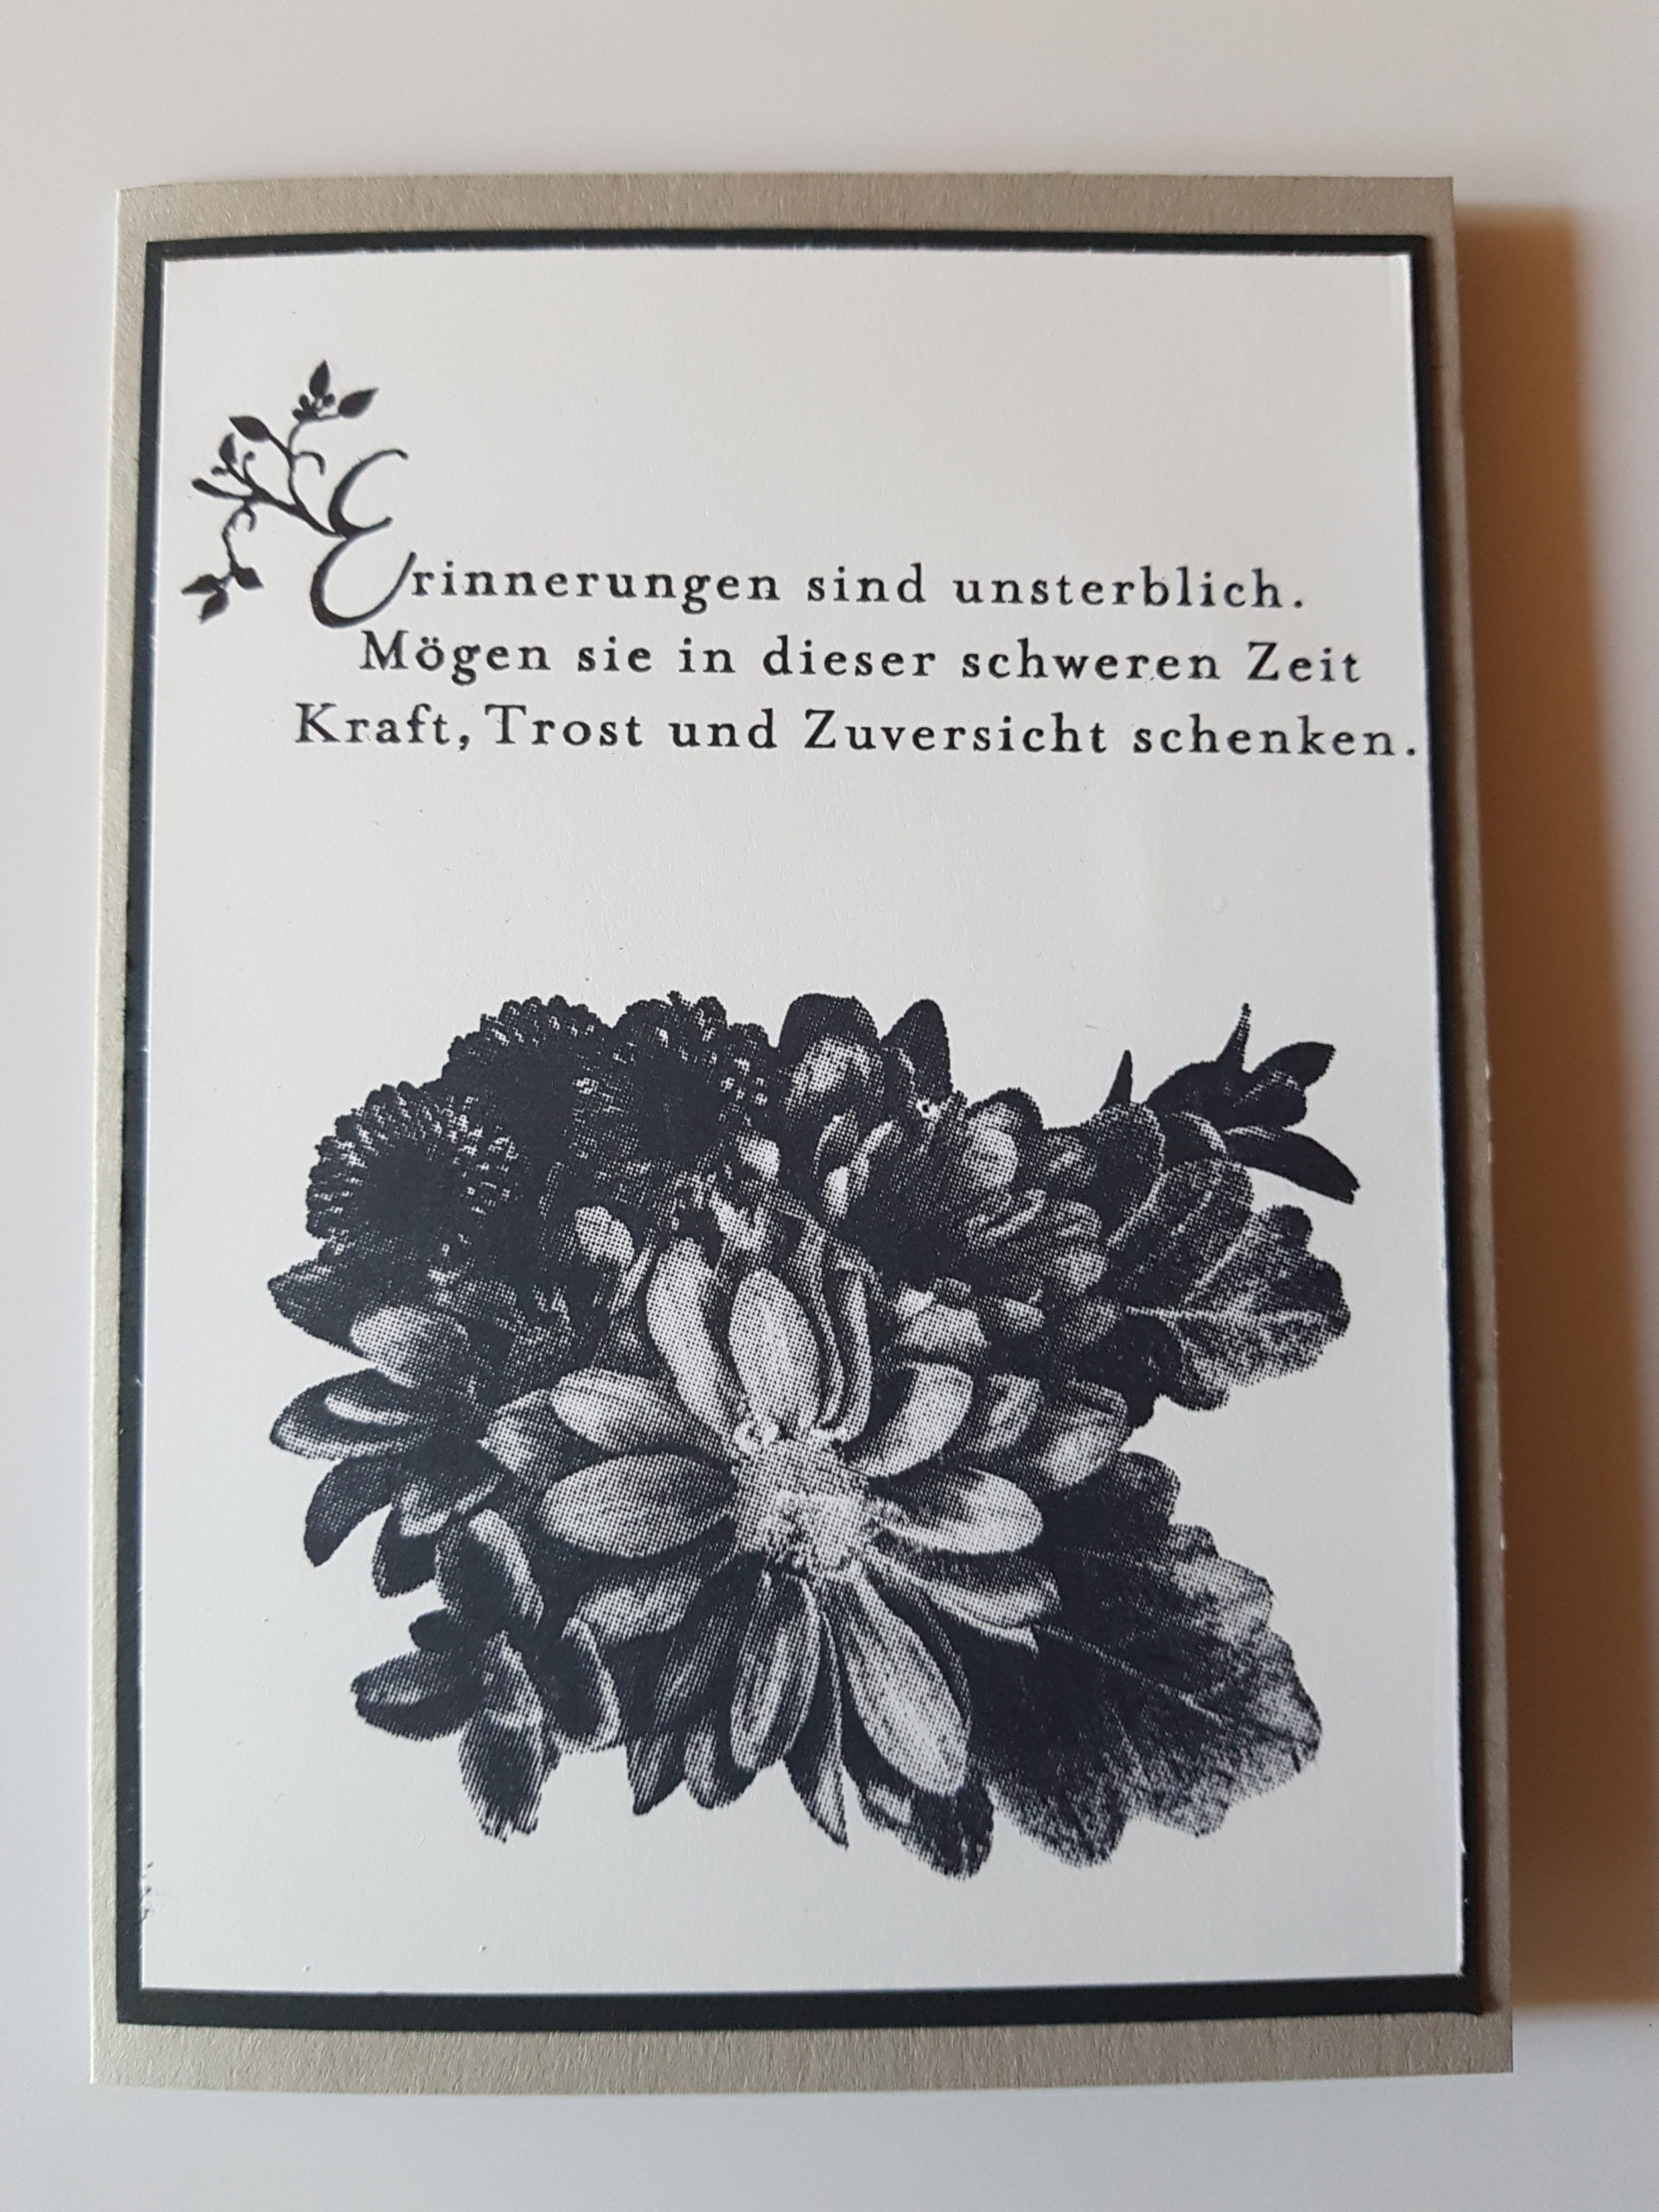 Erinnerungen sind unsterblich.
Mögen sie in dieser schweren Zeit
Kraft, Trost und Zuversicht schenken.